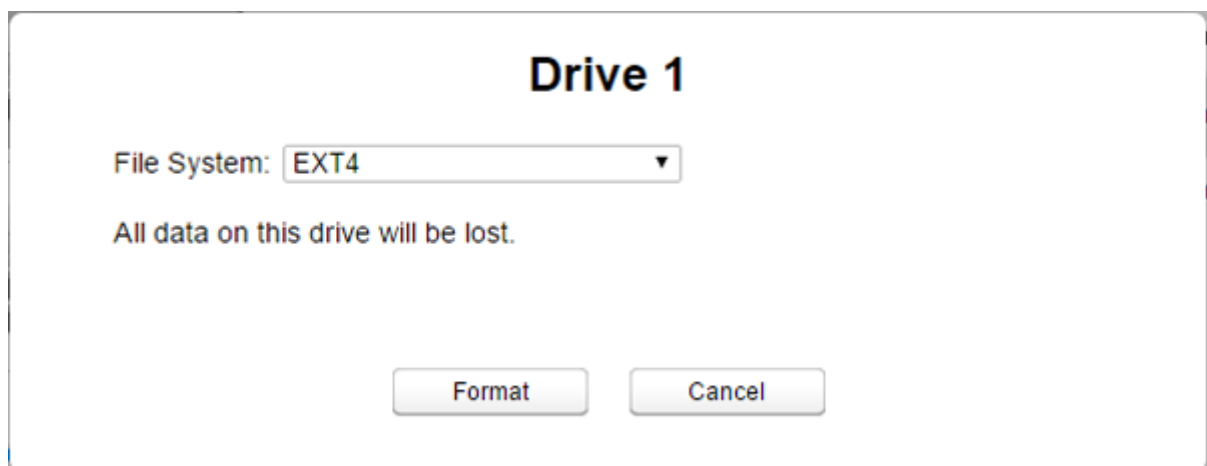 Drive 1
File System: EXT4
All data on this drive will be lost.
Format Cancel